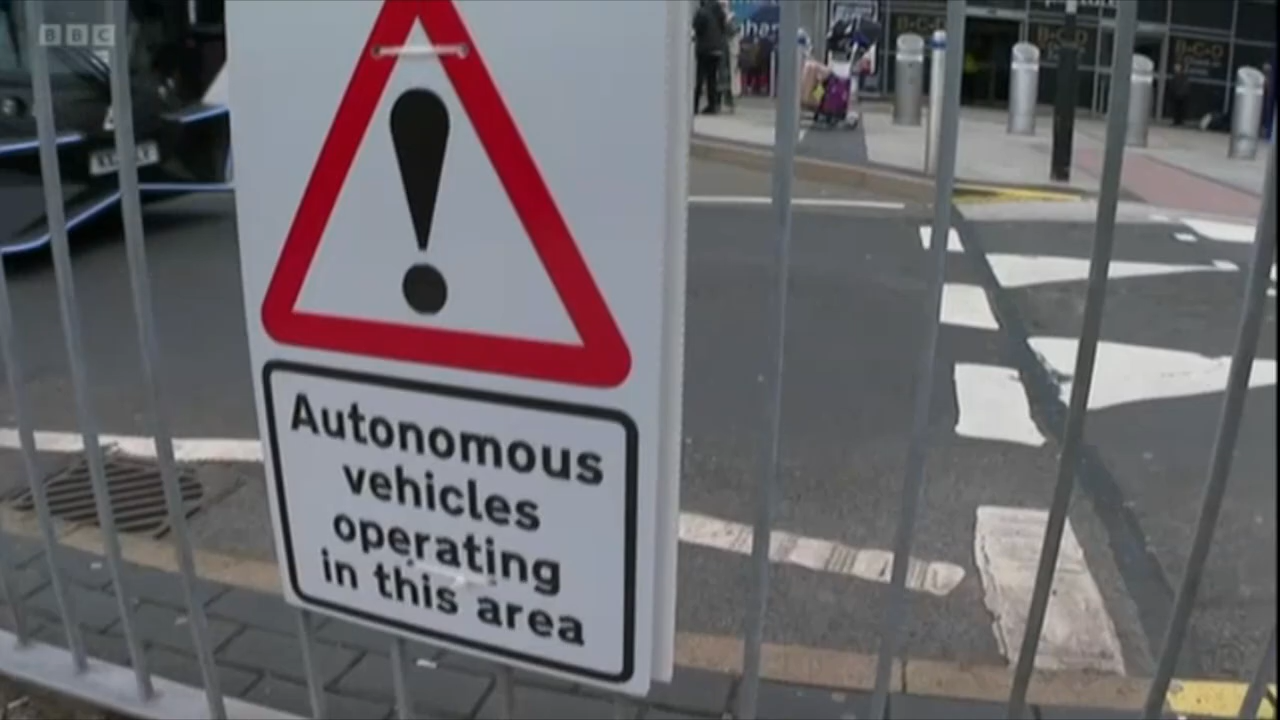 BBC
Autonomous
vehicles
operating
in this area